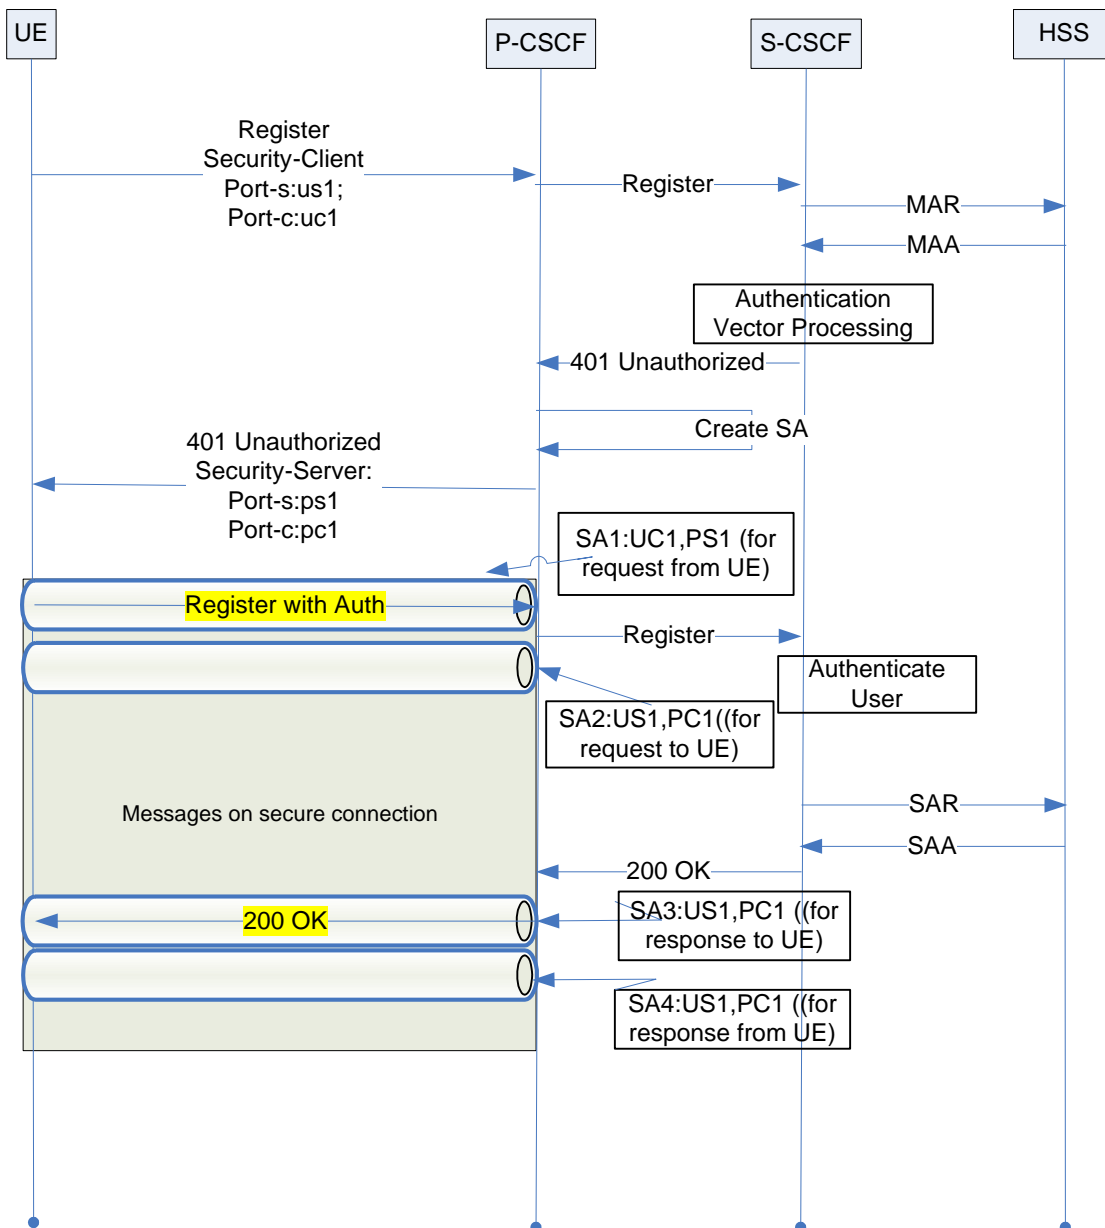 UE
P-CSCF
S-CSCF
HSS
Register
Security-Client
Port-s:us1;
Port-c:uc1
Register
MAR
MAA
Authentication
Vector Processing
401 Unauthorized
Create SA
401 Unauthorized
Security-Server:
Port-s:ps1
Port-c:pc1
SA1:UC1,PS1 (for
request from UE)
Register with Auth
Register
Authenticate
User
SA2:US1,PC1((for
request to UE)
Messages on secure connection
SAR
SAA
200 OK
200 OK
SA3:US1,PC1 ((for
response to UE)
SA4:US1,PC1 ((for
response from UE)